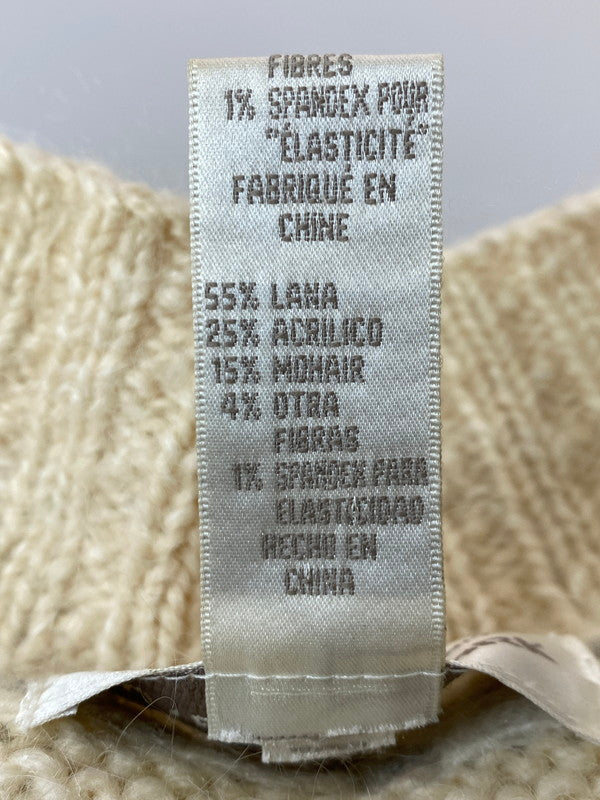 FIBRES
1% SPANDEX POUR
"ÉLASTICITÉ"
FABRIQUE EN
CHINE
55% LANA
25% ACRILICO
15% MOHAIR
4% OTRA
FIBRAS
1% SPANDEX PARA
ELASTICIDAD
HECHO EN
CHINA